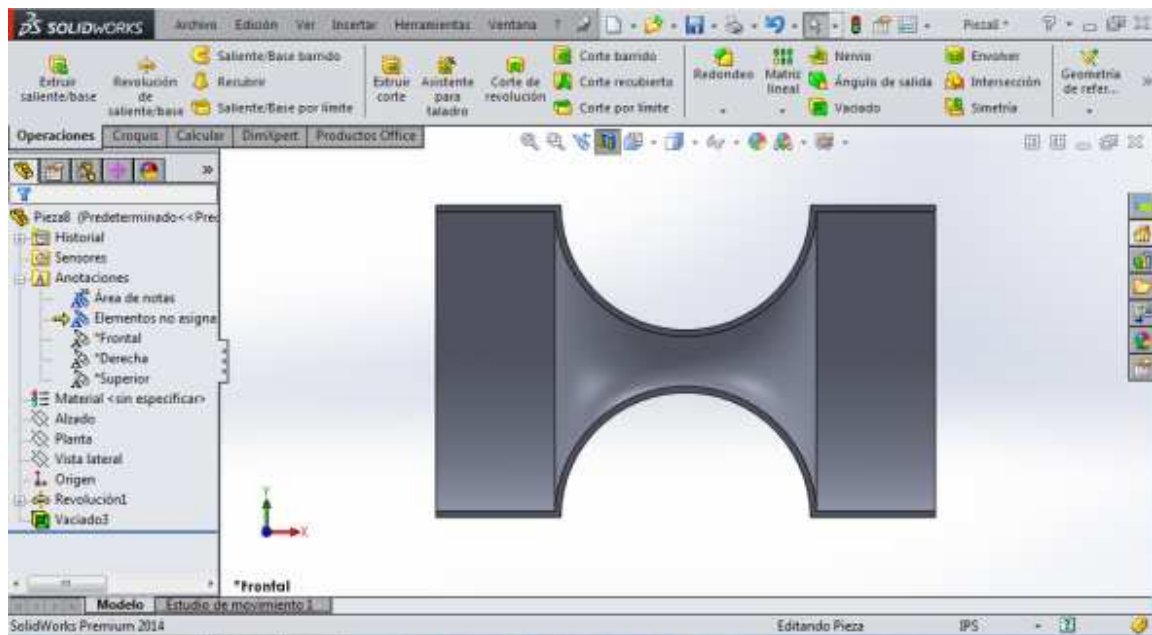 SOLIDWORKS Archivo Edición Ver Insertar Herramientas Ventana ? Pieza8 *
Extruir saliente/base
Revolución de saliente/base
Saliente/Base barrido
Recubrir
Saliente/Base por límite
Extruir corte
Asistente para taladro
Corte de revolución
Corte barrido
Corte recubierto
Corte por límite
Redondeo
Matriz lineal
Nervio
Ángulo de salida
Vaciado
Envolver
Intersección
Simetría
Geometría de refer...
Operaciones Croquis Calcular DimXpert Productos Office
Pieza8 (Predeterminado<<Pred
Historial
Sensores
Anotaciones
Área de notas
Elementos no asigna
*Frontal
*Derecha
*Superior
Material <sin especificar>
Alzado
Planta
Vista lateral
Origen
Revolución1
Vaciado3
Y
X
*Frontal
Modelo Estudio de movimiento 1
SolidWorks Premium 2014 Editando Pieza IPS